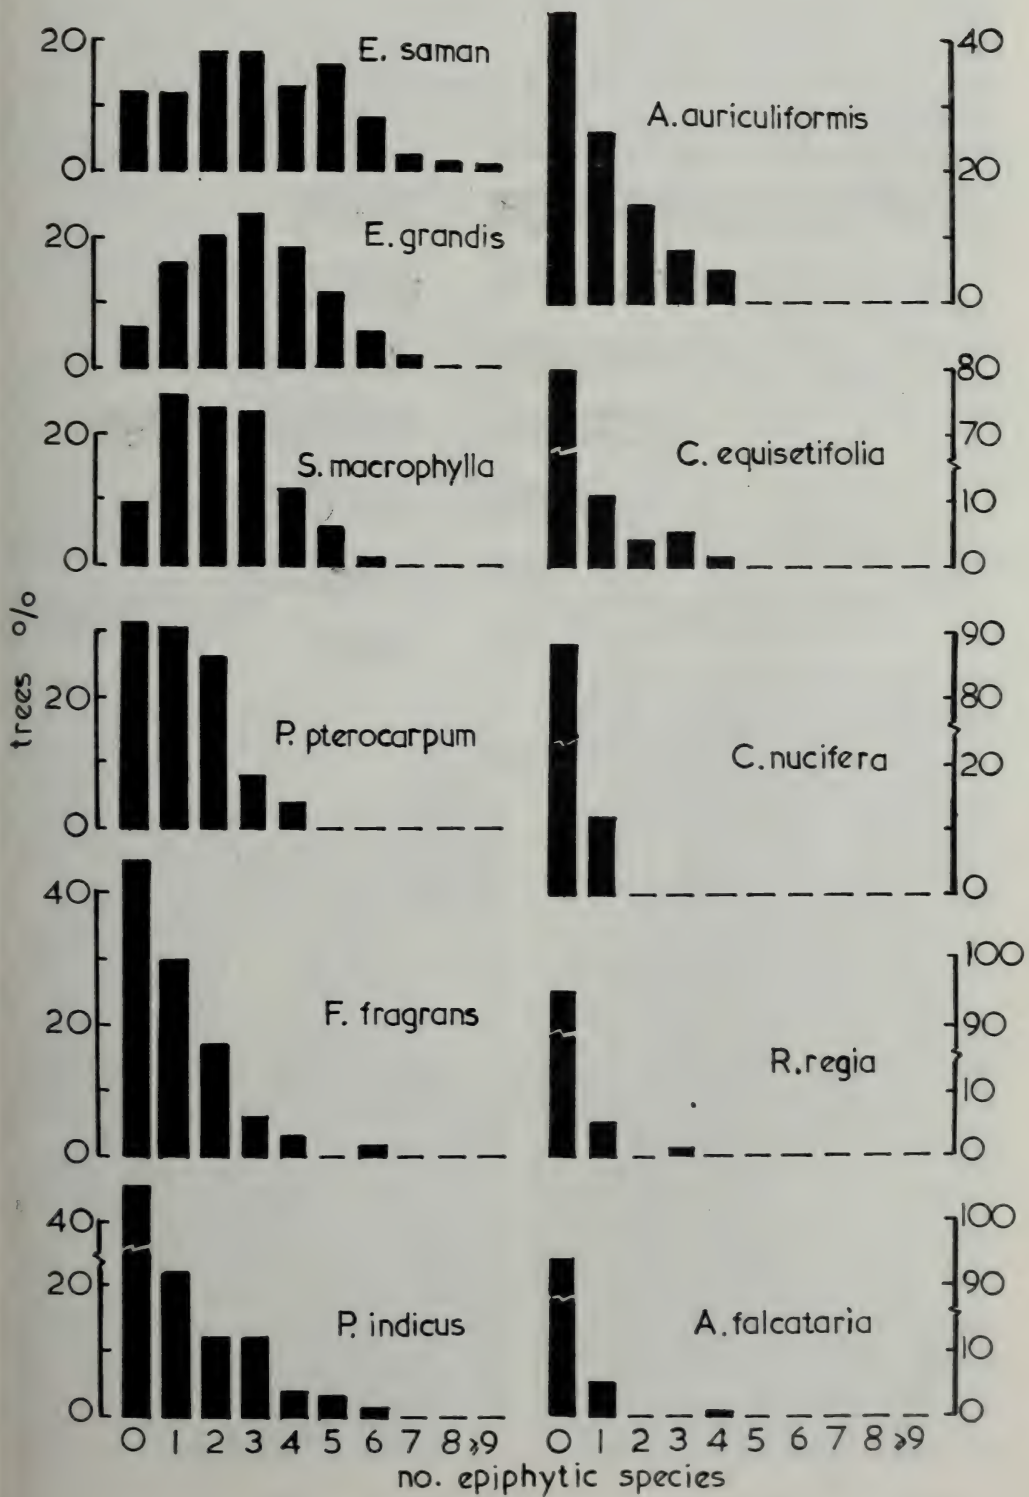 20
0
E. saman
20
0
E. grandis
20
0
S. macrophylla
20
0
P. pterocarpum
40
20
0
F. fragrans
40
20
0
P. indicus
0 1 2 3 4 5 6 7 8 ≥9
trees %
40
20
0
A. auriculiformis
80
70
10
0
C. equisetifolia
90
80
20
0
C. nucifera
100
90
10
0
R. regia
100
90
10
0
A. falcataria
0 1 2 3 4 5 6 7 8 ≥9
no. epiphytic species